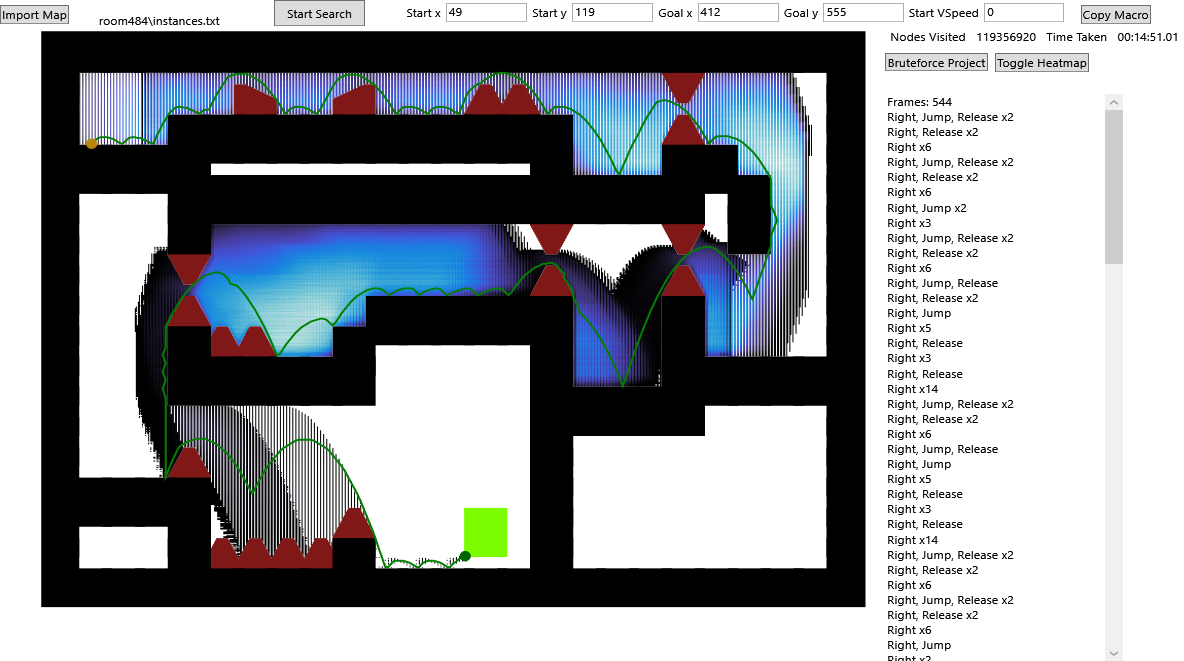 Import Map
room484\instances.txt
Start Search
Start x 49 Start y 119 Goal x 412 Goal y 555 Start VSpeed 0
Copy Macro
Nodes Visited 119356920 Time Taken 00:14:51.01
Bruteforce Project Toggle Heatmap
Frames: 544
Right, Jump, Release x2
Right, Release x2
Right x6
Right, Jump, Release x2
Right, Release x2
Right x6
Right, Jump x2
Right x3
Right, Jump, Release x2
Right, Release x2
Right x6
Right, Jump, Release
Right, Release x2
Right, Jump
Right x5
Right, Release
Right x3
Right, Release
Right x14
Right, Jump, Release x2
Right, Release x2
Right x6
Right, Jump, Release
Right, Jump
Right x5
Right, Release
Right x3
Right, Release
Right x14
Right, Jump, Release x2
Right, Release x2
Right x6
Right, Jump, Release x2
Right, Release x2
Right x6
Right, Jump
Right x2